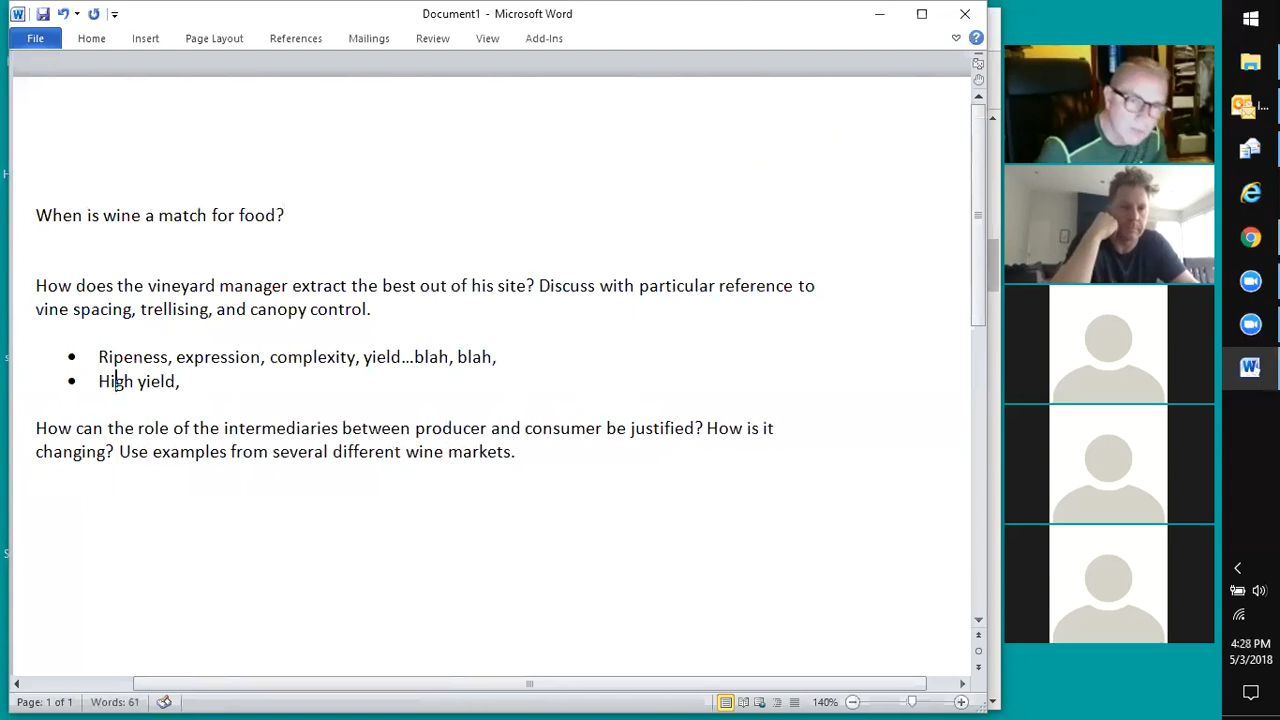 Document1 - Microsoft Word
File Home Insert Page Layout References Mailings Review View Add-Ins
When is wine a match for food?
How does the vineyard manager extract the best out of his site? Discuss with particular reference to
vine spacing, trellising, and canopy control.
• Ripeness, expression, complexity, yield...blah, blah,
• High yield,
How can the role of the intermediaries between producer and consumer be justified? How is it
changing? Use examples from several different wine markets.
Page: 1 of 1 Words: 61 140%
4:28 PM
5/3/2018